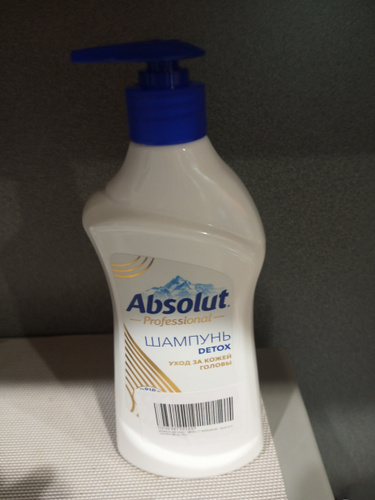 Absolut
Professional
ШАМПУНЬ
DETOX
УХОД ЗА КОЖЕЙ
ГОЛОВЫ